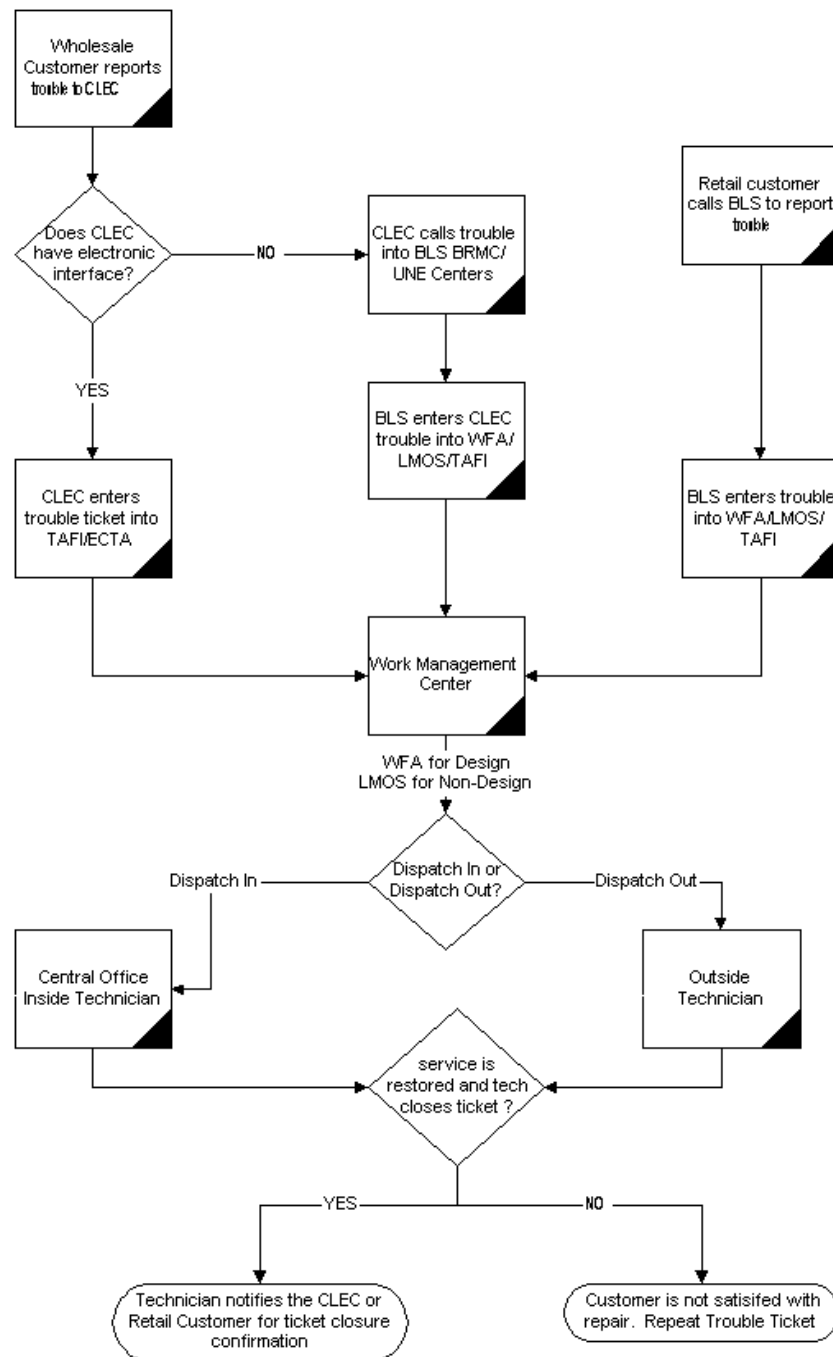 Wholesale
Customer reports
trouble to CLEC
Retail customer
calls BLS to report
trouble
Does CLEC
have electronic
interface?
NO
CLEC calls trouble
into BLS BRMC/
UNE Centers
YES
BLS enters CLEC
trouble into WFA/
LMOS/TAFI
CLEC enters
trouble ticket into
TAFI/ECTA
BLS enters trouble
into WFA/LMOS/
TAFI
Work Management
Center
WFA for Design
LMOS for Non-Design
Dispatch In or
Dispatch Out?
Dispatch In
Dispatch Out
Central Office
Inside Technician
Outside
Technician
service is
restored and tech
closes ticket ?
YES
NO
Technician notifies the CLEC or
Retail Customer for ticket closure
confirmation
Customer is not satisifed with
repair. Repeat Trouble Ticket